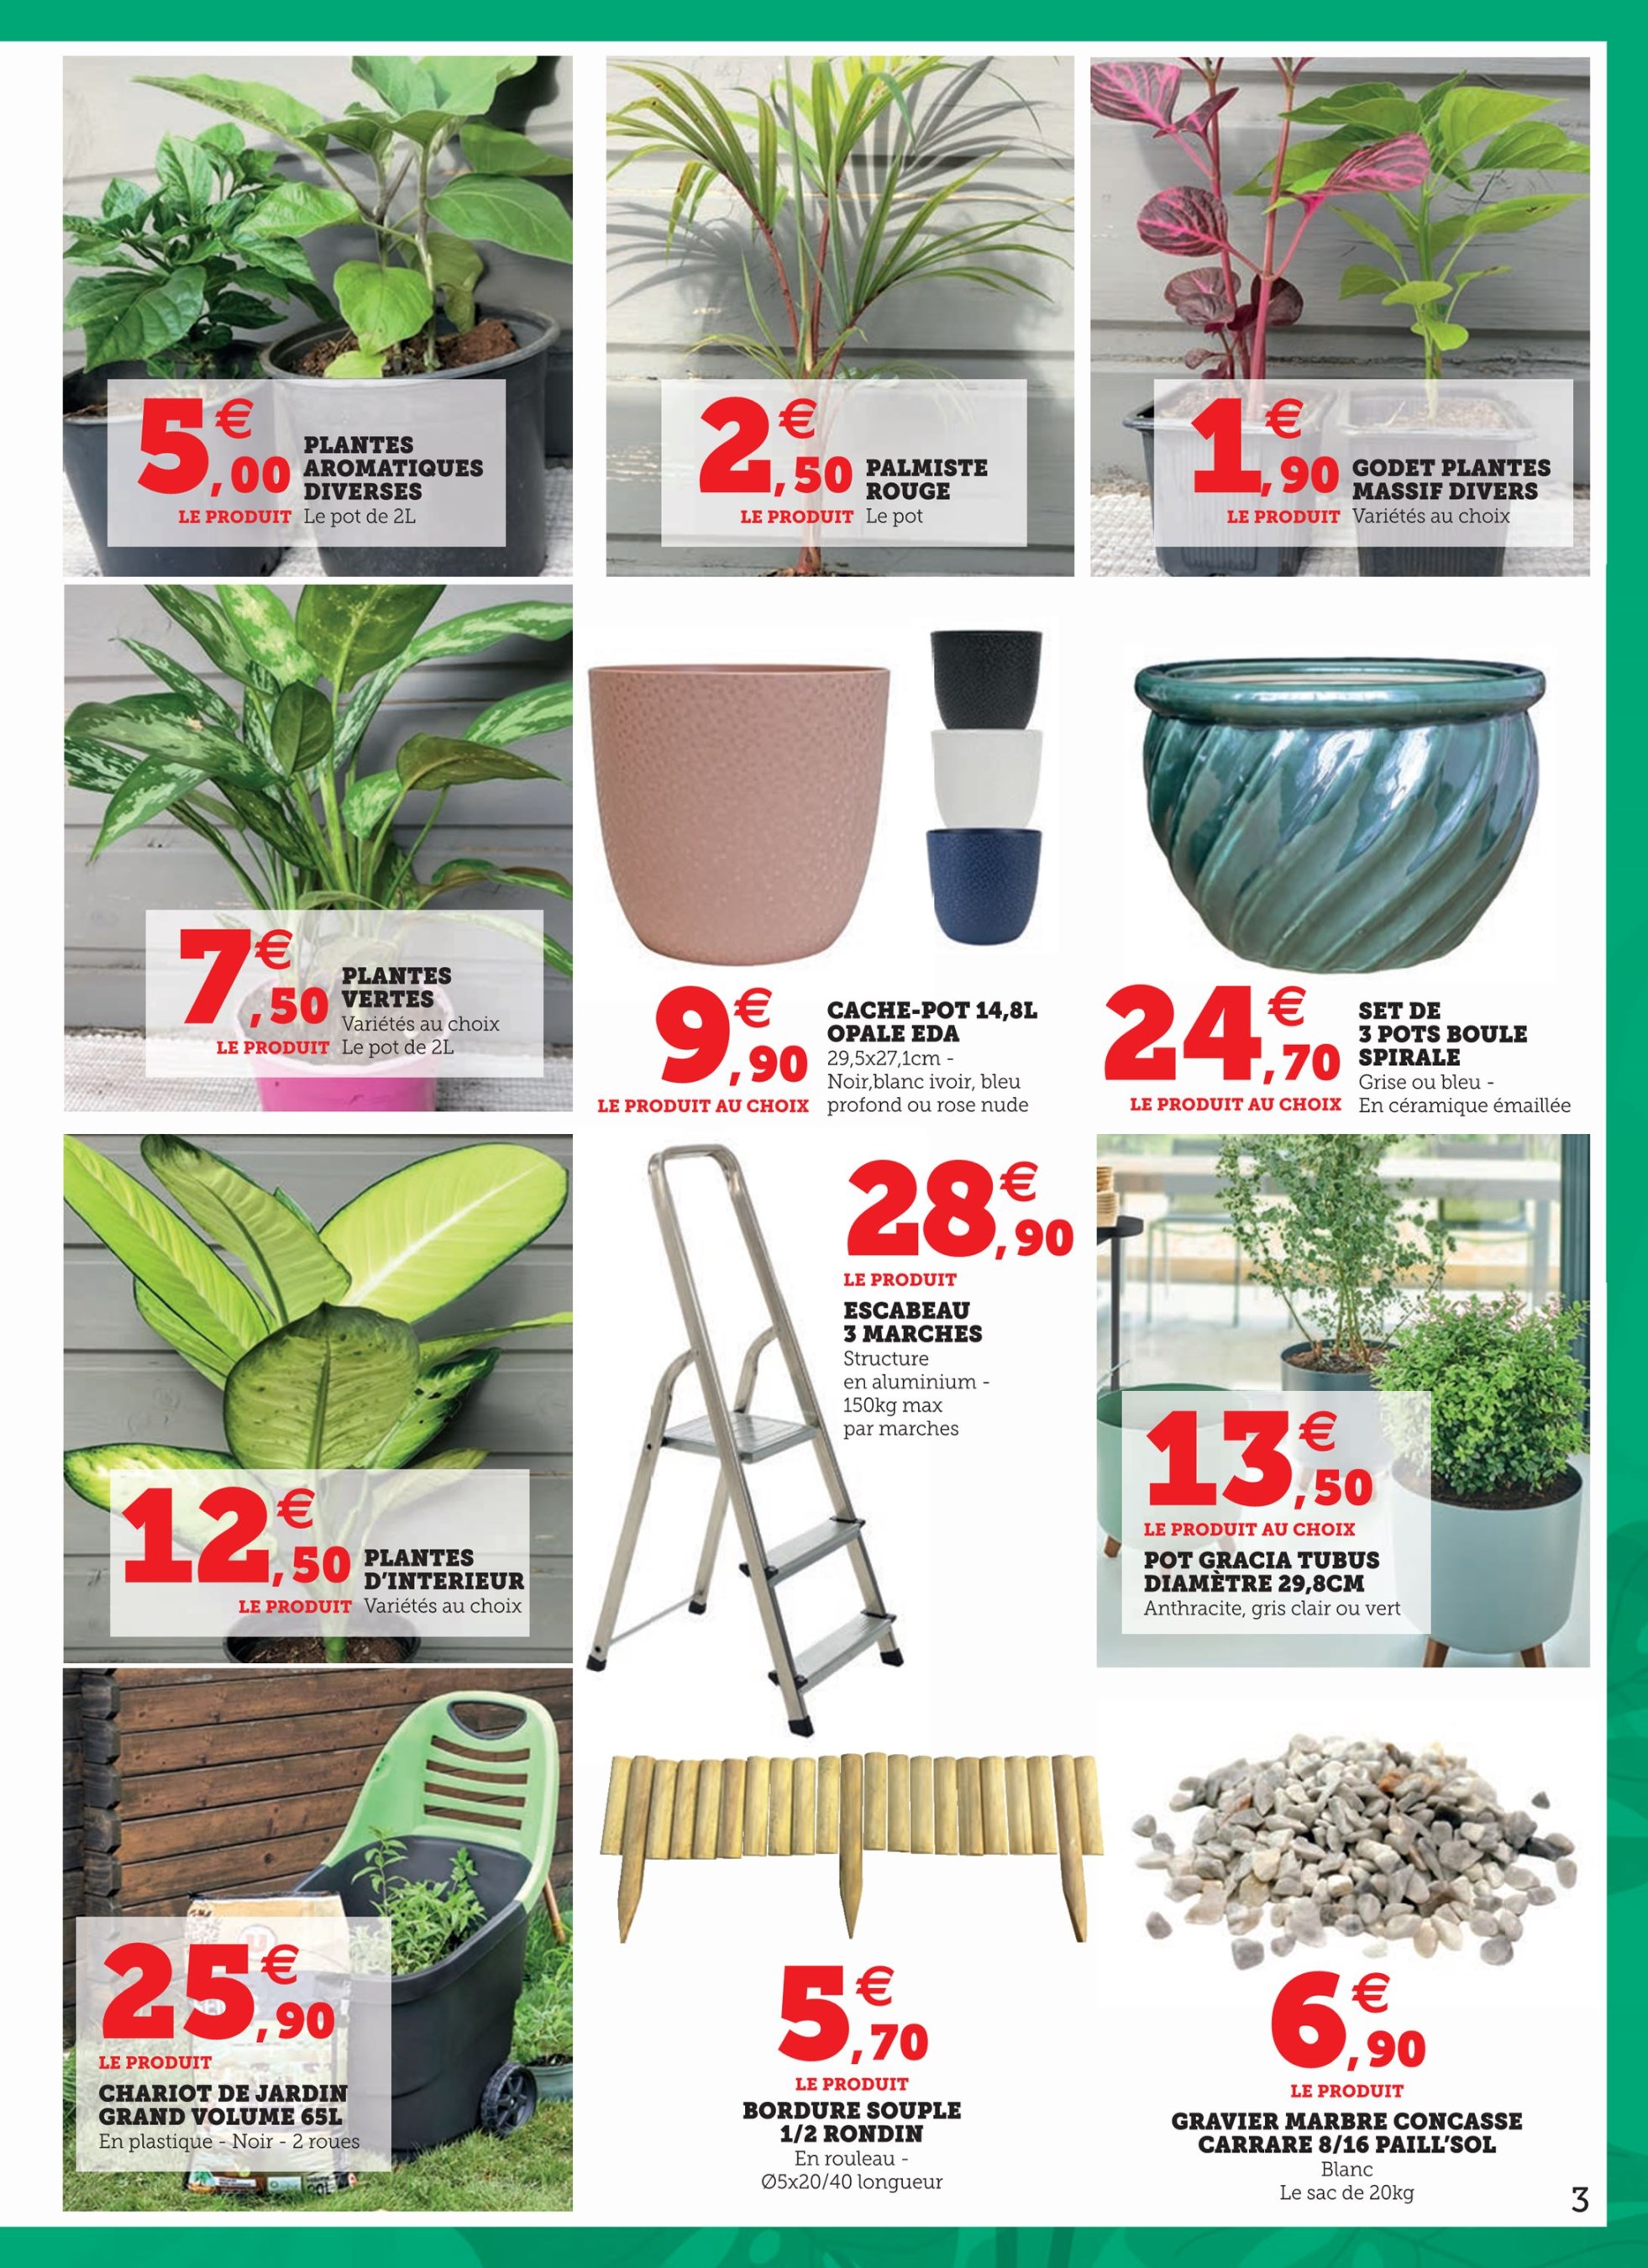 5€,00
LE PRODUIT
PLANTES
AROMATIQUES
DIVERSES
Le pot de 2L
2€,50
LE PRODUIT
PALMISTE
ROUGE
Le pot
1€,90
LE PRODUIT
GODET PLANTES
MASSIF DIVERS
Variétés au choix
7€,50
LE PRODUIT
PLANTES
VERTES
Variétés au choix
Le pot de 2L
9€,90
LE PRODUIT AU CHOIX
CACHE-POT 14,8L
OPALE EDA
29,5x27,1cm -
Noir,blanc ivoir, bleu
profond ou rose nude
24€,70
LE PRODUIT AU CHOIX
SET DE
3 POTS BOULE
SPIRALE
Grise ou bleu -
En céramique émaillée
12€,50
LE PRODUIT
PLANTES
D'INTERIEUR
Variétés au choix
28€,90
LE PRODUIT
ESCABEAU
3 MARCHES
Structure
en aluminium -
150kg max
par marches
13€,50
LE PRODUIT AU CHOIX
POT GRACIA TUBUS
DIAMÈTRE 29,8CM
Anthracite, gris clair ou vert
25€,90
LE PRODUIT
CHARIOT DE JARDIN
GRAND VOLUME 65L
En plastique - Noir - 2 roues
5€,70
LE PRODUIT
BORDURE SOUPLE
1/2 RONDIN
En rouleau -
Ø5x20/40 longueur
6€,90
LE PRODUIT
GRAVIER MARBRE CONCASSE
CARRARE 8/16 PAILL'SOL
Blanc
Le sac de 20kg
3